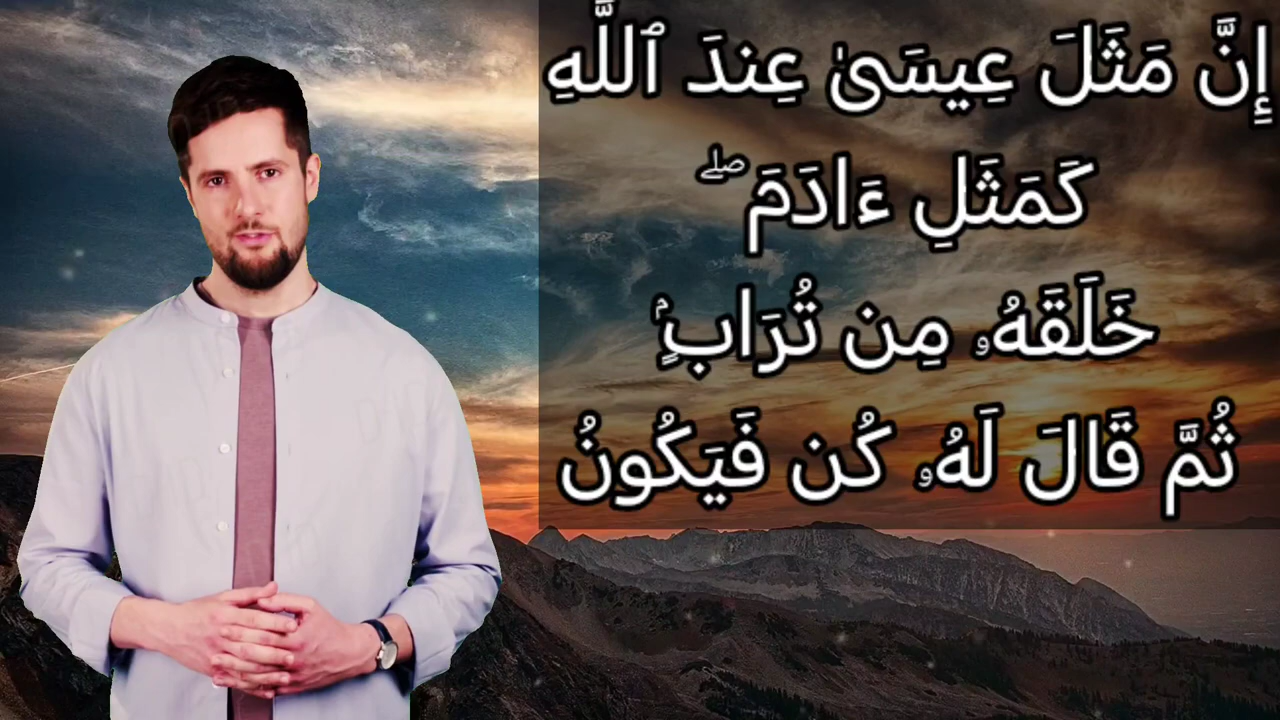 إِنَّ مَثَلَ عِيسَىٰ عِندَ ٱللَّهِ
كَمَثَلِ ءَادَمَ ۖ
خَلَقَهُۥ مِن تُرَابٍۢ
ثُمَّ قَالَ لَهُۥ كُن فَيَكُونُ